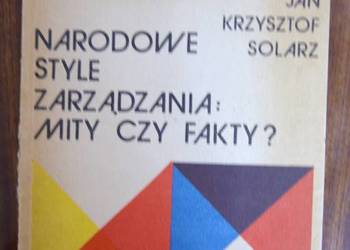 JAN
KRZYSZTOF
SOLARZ
NARODOWE
STYLE
ZARZĄDZANIA:
MITY CZY FAKTY?